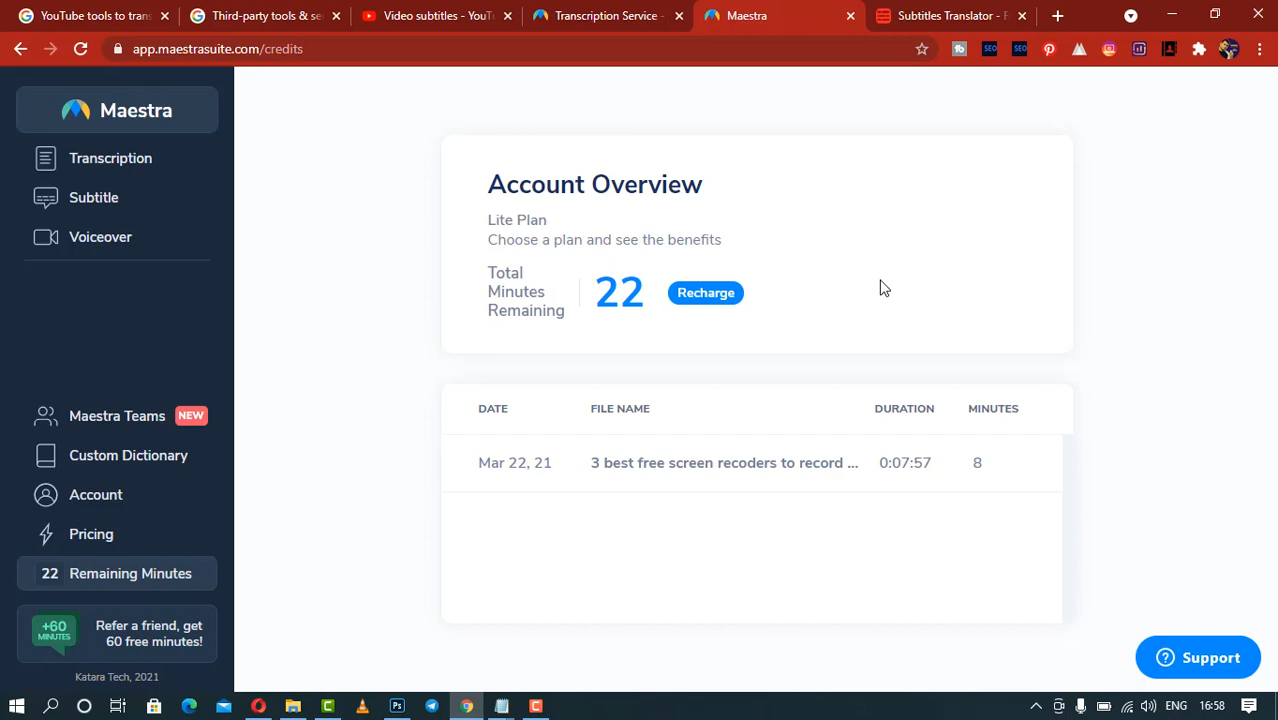 YouTube tools to trans
Third-party tools & se
Video subtitles - YouT
Transcription Service -
Maestra
Subtitles Translator - F
app.maestrasuite.com/credits
Maestra
Transcription
Subtitle
Voiceover
Maestra Teams NEW
Custom Dictionary
Account
Pricing
22 Remaining Minutes
+60 MINUTES
Refer a friend, get
60 free minutes!
Katara Tech, 2021
Account Overview
Lite Plan
Choose a plan and see the benefits
Total
Minutes
Remaining
22
Recharge
DATE FILE NAME DURATION MINUTES
Mar 22, 21 3 best free screen recoders to record ... 0:07:57 8
Support
ENG 16:58